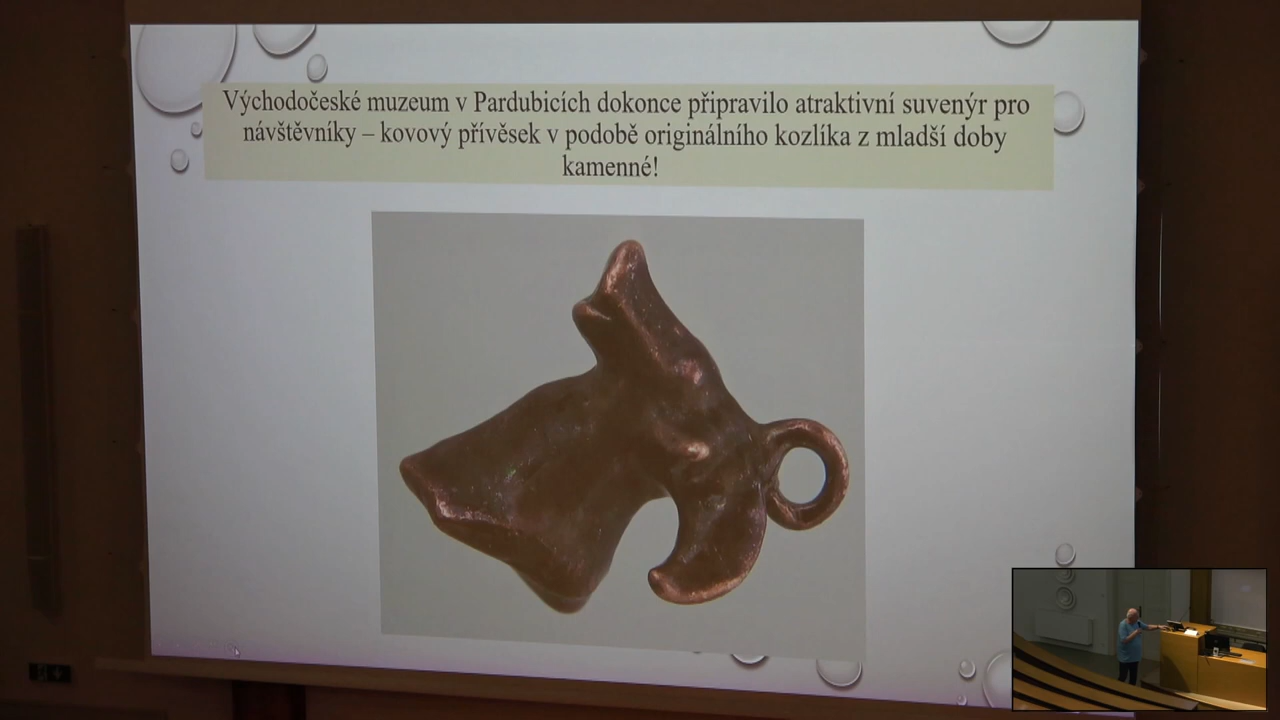 Východočeské muzeum v Pardubicích dokonce připravilo atraktivní suvenýr pro
návštěvníky – kovový přívěsek v podobě originálního kozlíka z mladší doby
kamenné!